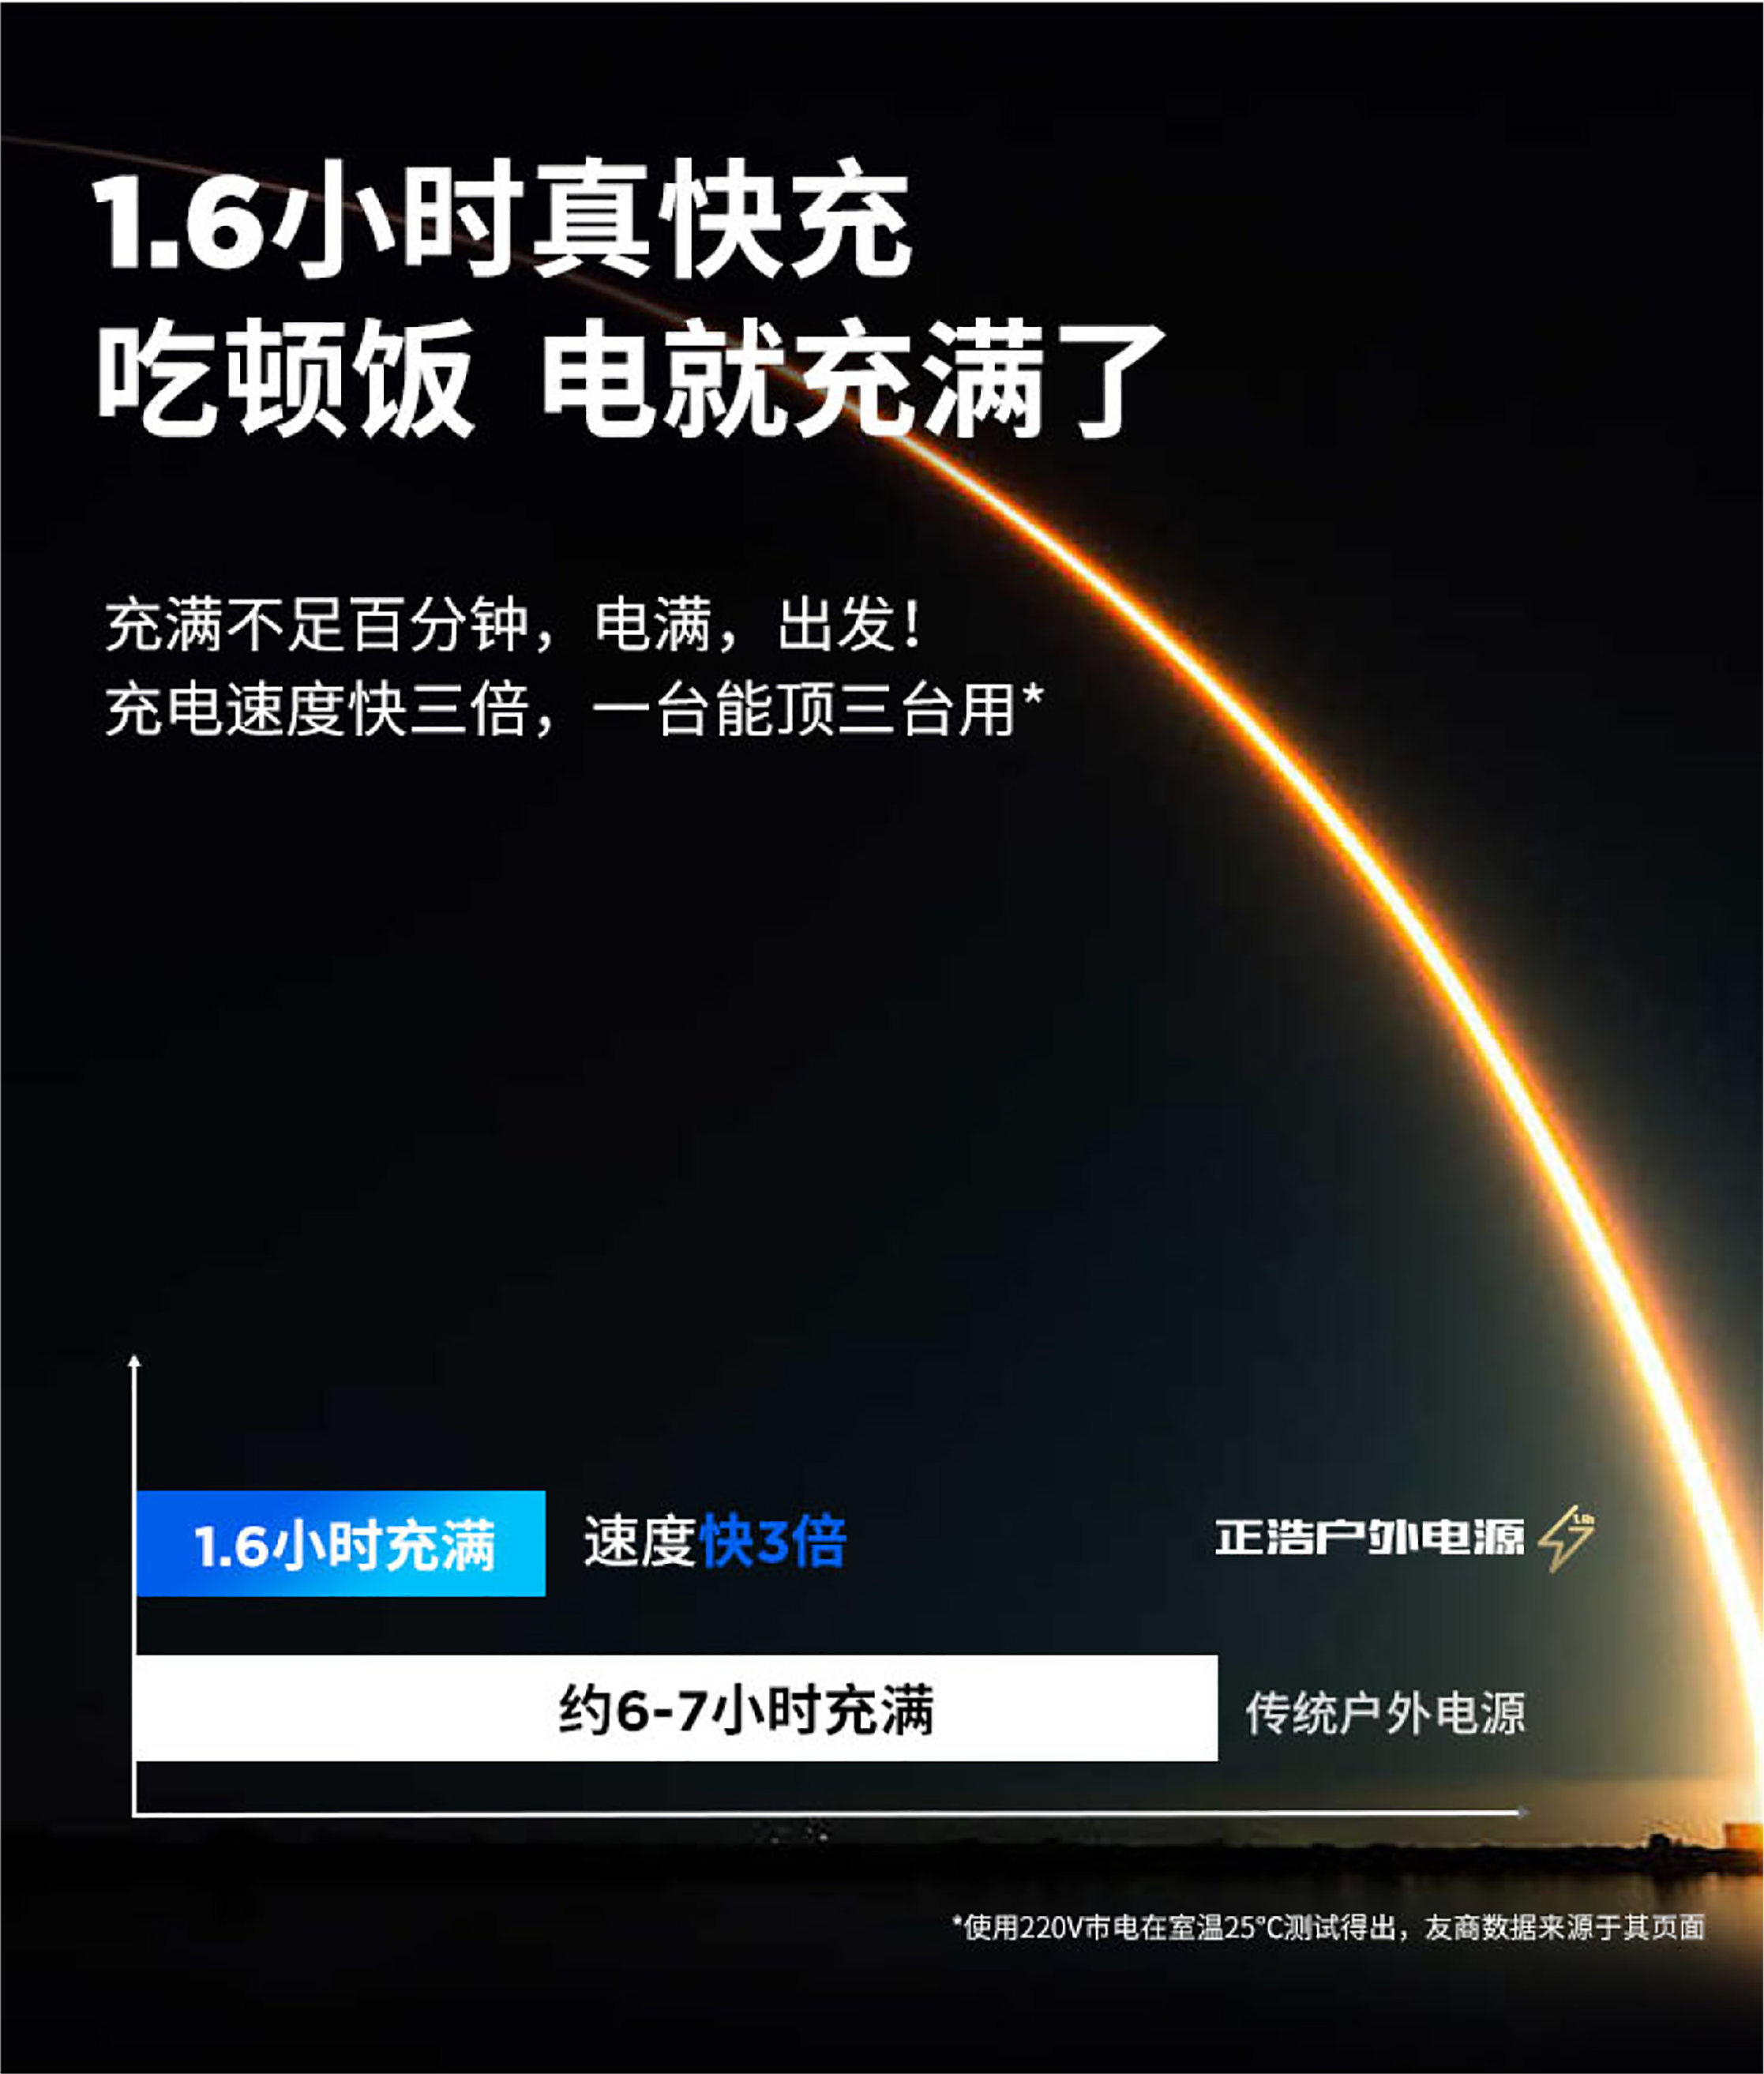 1.6小时真快充
吃顿饭 电就充满了
充满不足百分钟，电满，出发！
充电速度快三倍，一台能顶三台用*
1.6小时充满 速度快3倍 正浩户外电源
约6-7小时充满 传统户外电源
*使用220V市电在室温25°C测试得出，友商数据来源于其页面